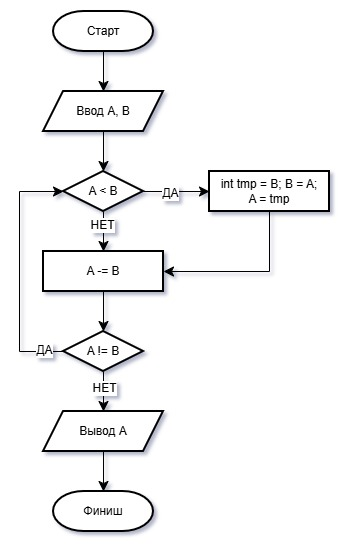 Старт
Ввод A, B
A < B
ДА
int tmp = B; B = A;
A = tmp
НЕТ
A -= B
ДА
A != B
НЕТ
Вывод A
Финиш